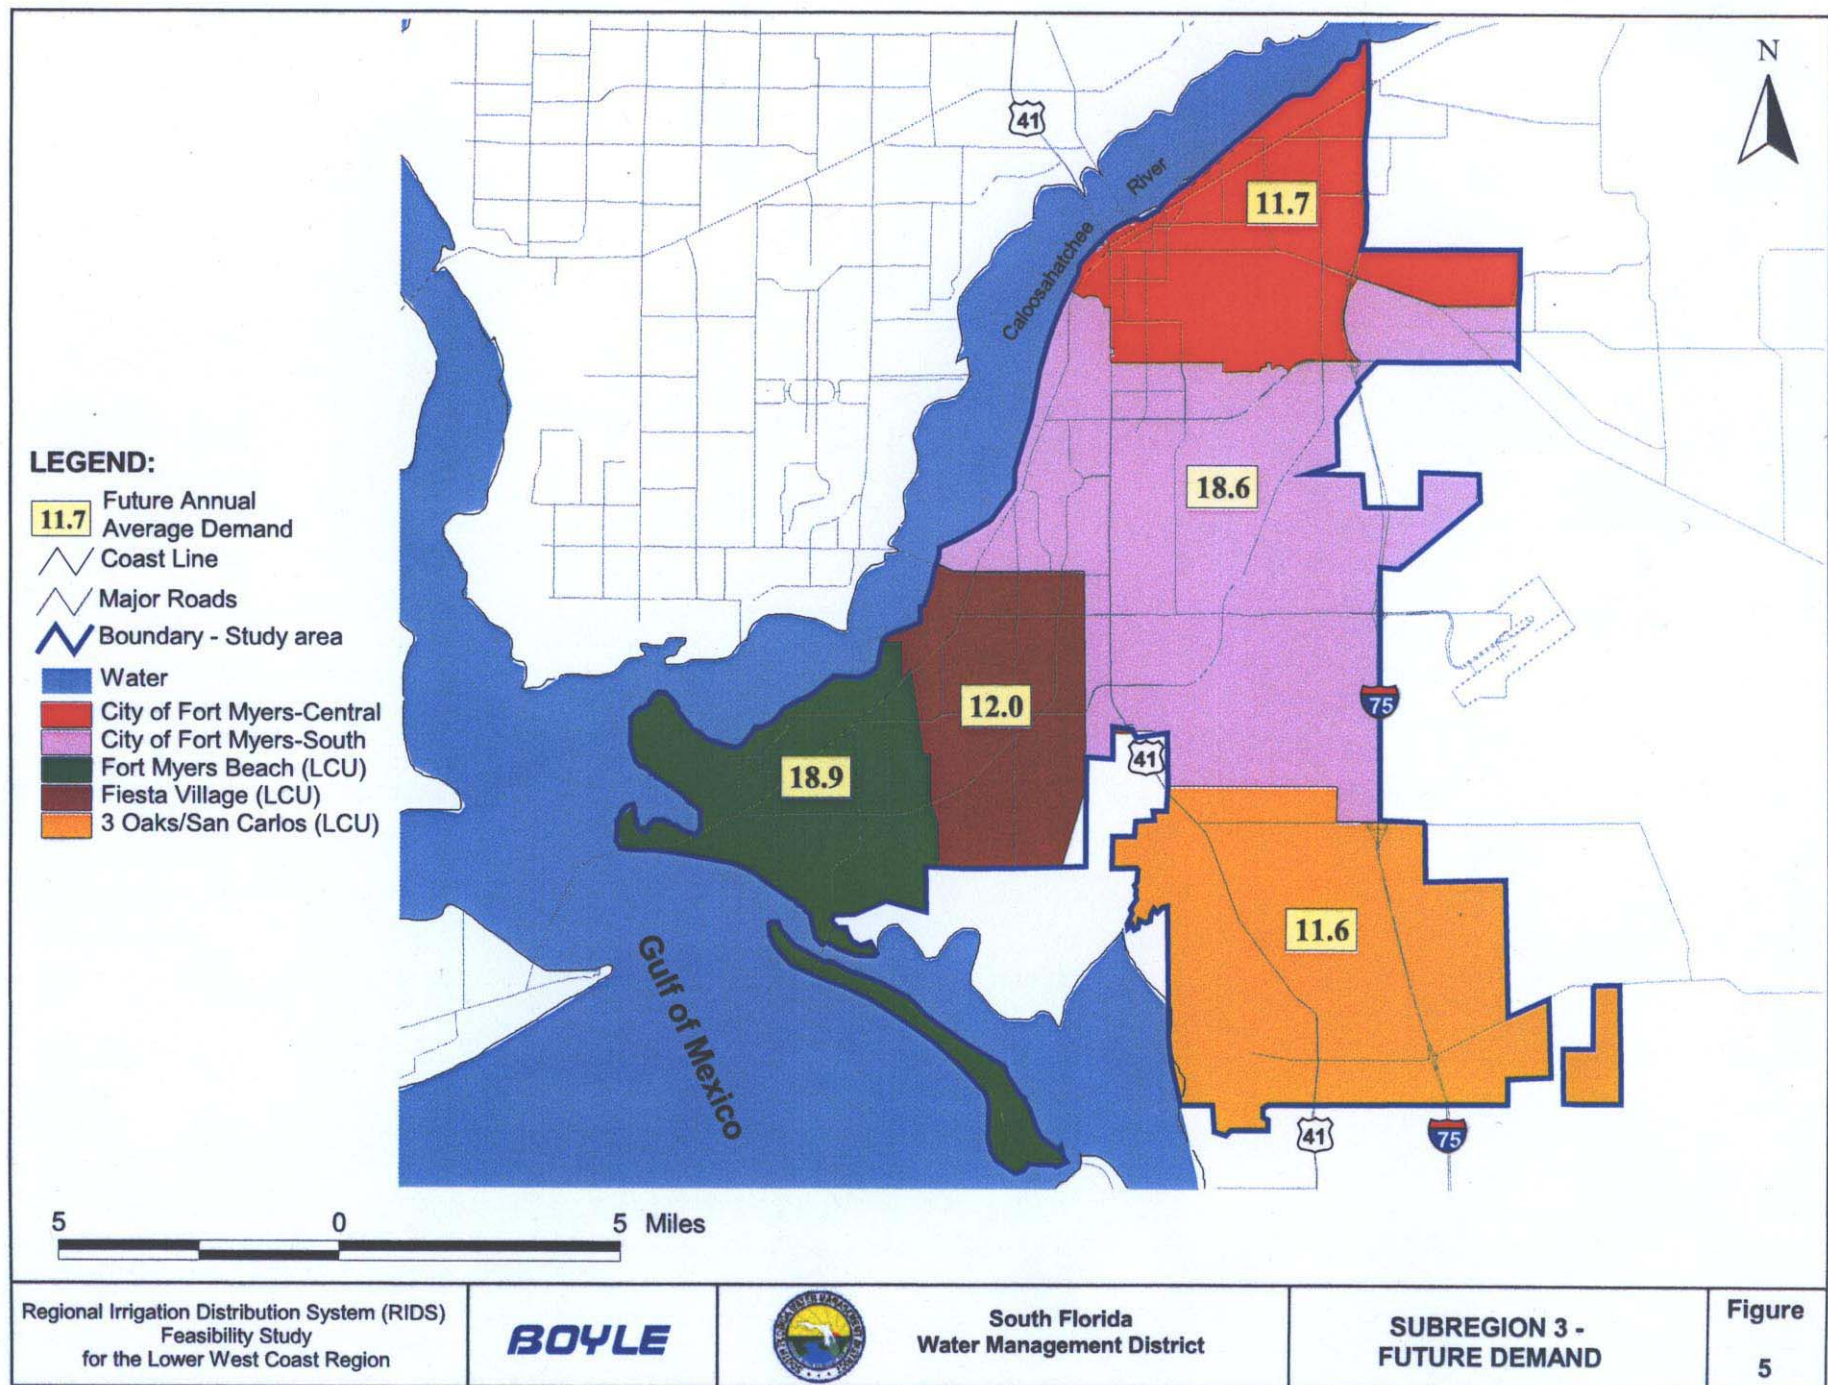 N
41
Caloosahatchee River
11.7
18.6
LEGEND:
11.7 Future Annual
Average Demand
Coast Line
Major Roads
Boundary - Study area
Water
City of Fort Myers-Central
City of Fort Myers-South
Fort Myers Beach (LCU)
Fiesta Village (LCU)
3 Oaks/San Carlos (LCU)
12.0
75
41
18.9
11.6
Gulf of Mexico
41
75
5 0 5 Miles
Regional Irrigation Distribution System (RIDS)
Feasibility Study
for the Lower West Coast Region
BOYLE
South Florida
Water Management District
SUBREGION 3 -
FUTURE DEMAND
Figure
5